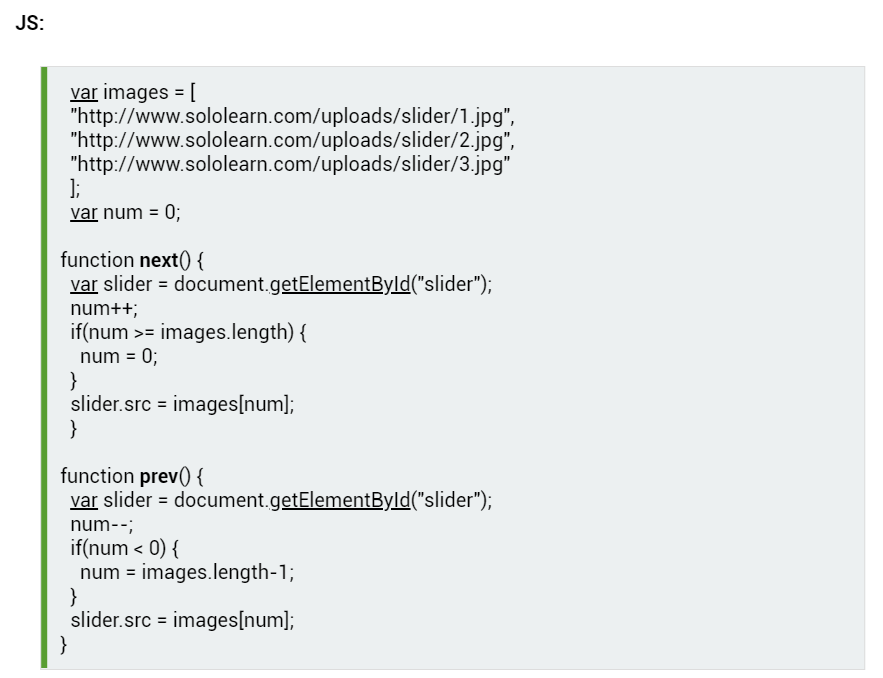 JS:
var images = [
"http://www.sololearn.com/uploads/slider/1.jpg",
"http://www.sololearn.com/uploads/slider/2.jpg",
"http://www.sololearn.com/uploads/slider/3.jpg"
];
var num = 0;
function next() {
var slider = document.getElementById("slider");
num++;
if(num >= images.length) {
num = 0;
}
slider.src = images[num];
}
function prev() {
var slider = document.getElementById("slider");
num--;
if(num < 0) {
num = images.length-1;
}
slider.src = images[num];
}